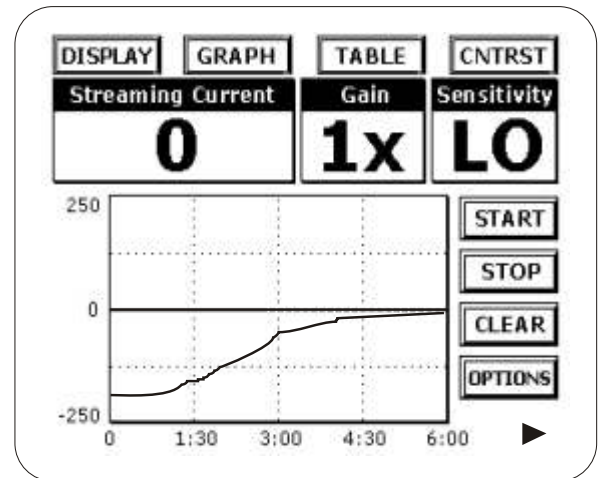 DISPLAY GRAPH TABLE CNTRST
Streaming Current Gain Sensitivity
0 1x LO
250
START
STOP
0
CLEAR
OPTIONS
-250
0 1:30 3:00 4:30 6:00